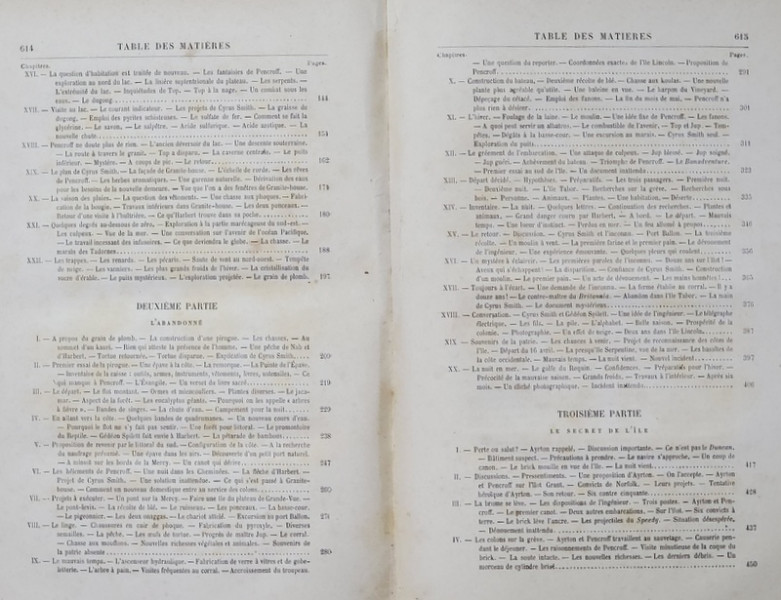 614
TABLE DES MATIÈRES
Chapitres. Pages.
XVI. — La question d'habitation est traitée de nouveau. — Les fantaisies de Pencroff. — Une
exploration au nord du lac. — La lisière septentrionale du plateau. — Les serpents. —
L'extrémité du lac. — Inquiétudes de Top. — Top à la nage. — Un combat sous les
eaux. — Le dugong. 144
XVII. — Visite au lac. — Le courant indicateur. — Les projets de Cyrus Smith. — La graisse de
dugong. — Emploi des pyrites schisteuses. — Le sulfate de fer. — Comment se fait la
glycérine. — Le savon. — Le salpêtre. — Acide sulfurique. — Acide azotique. — La
nouvelle chute. 154
XVIII. — Pencroff ne doute plus de rien. — L'ancien déversoir du lac. — Une descente souterraine.
— La route à travers le granit. — Top a disparu. — La caverne centrale. — Le puits
inférieur. — Mystère. — A coups de pic. — Le retour. 162
XIX. — Le plan de Cyrus Smith. — La façade de Granite-house. — L'échelle de corde. — Les rêves
de Pencroff. — Les herbes aromatiques. — Une garenne naturelle. — Dérivation des eaux
pour les besoins de la nouvelle demeure. — Vue que l'on a des fenêtres de Granite-house. 174
XX. — La saison des pluies. — La question des vêtements. — Une chasse aux phoques. — Fabri-
cation de la bougie. — Travaux intérieurs dans Granite-house. — Les deux ponceaux. —
Retour d'une visite à l'huîtrière. — Ce qu'Harbert trouve dans sa poche. 180
XXI. — Quelques degrés au-dessous de zéro. — Exploration à la partie marécageuse du sud-est. —
Les culpeux. — Vue de la mer. — Une conversation sur l'avenir de l'océan Pacifique.
— Le travail incessant des infusoires. — Ce que deviendra le globe. — La chasse. — Le
marais des Tadornes. 188
XXII. — Les trappes. — Les renards. — Les pécaris. — Saute de vent au nord-ouest. — Tempête
de neige. — Les vanniers. — Les plus grands froids de l'hiver. — La cristallisation du
sucre d'érable. — Le puits mystérieux. — L'exploration projetée. — Le grain de plomb. 197
DEUXIÈME PARTIE
L'ABANDONNÉ
I. — A propos du grain de plomb. — La construction d'une pirogue. — Les chasses. — Au
sommet d'un kauri. — Rien qui atteste la présence de l'homme. — Une pêche de Nab et
d'Harbert. — Tortue retournée. — Tortue disparue. — Explication de Cyrus Smith. 209
II. — Premier essai de la pirogue. — Une épave à la côte. — La remorque. — La Pointe de l'Épave.
— Inventaire de la caisse : outils, armes, instruments, vêtements, livres, ustensiles. — Ce
qui manque à Pencroff. — L'Évangile. — Un verset du livre sacré. 219
III. — Le départ. — Le flot montant. — Ormes et micocouliers. — Plantes diverses. — Le jaca-
mar. — Aspect de la forêt. — Les eucalyptus géants. — Pourquoi on les appelle « arbres
à fièvre ». — Bandes de singes. — La chute d'eau. — Campement pour la nuit. 229
IV. — En allant vers la côte. — Quelques bandes de quadrumanes. — Un nouveau cours d'eau.
— Pourquoi le flot ne s'y fait pas sentir. — Une forêt pour littoral. — Le promontoire
du Reptile. — Gédéon Spilett fait envie à Harbert. — La pétarade de bambous. 238
V. — Proposition de revenir par le littoral du sud. — Configuration de la côte. — A la recherche
du naufrage présumé. — Une épave dans les airs. — Découverte d'un petit port naturel.
— A minuit sur les bords de la Mercy. — Un canot qui dérive. 247
VI. — Les hêlements de Pencroff. — Une nuit dans les Cheminées. — La flèche d'Harbert. —
Projet de Cyrus Smith. — Une solution inattendue. — Ce qui s'est passé à Granite-
house. — Comment un nouveau domestique entre au service des colons. 260
VII. — Projets à exécuter. — Un pont sur la Mercy. — Faire une île du plateau de Grande-Vue. —
Le pont-levis. — La récolte de blé. — Le ruisseau. — Les ponceaux. — La basse-cour.
— Le pigeonnier. — Les deux onaggas. — Le chariot attelé. — Excursion au port Ballon. 271
VIII. — Le linge. — Chaussures en cuir de phoque. — Fabrication du pyroxyle. — Diverses
semailles. — La pêche. — Les œufs de tortue. — Progrès de maître Jup. — Le corral.
— Chasse aux mouflons. — Nouvelles richesses végétales et animales. — Souvenirs de
la patrie absente. 280
IX. — Le mauvais temps. — L'ascenseur hydraulique. — Fabrication de verre à vitres et de gobe-
letterie. — L'arbre à pain. — Visites fréquentes au corral. — Accroissement du troupeau.
TABLE DES MATIÈRES
615
Chapitres. Pages.
— Une question du reporter. — Coordonnées exactes de l'île Lincoln. — Proposition de
Pencroff. 291
X. — Construction du bateau. — Deuxième récolte de blé. — Chasse aux koulas. — Une nouvelle
plante plus agréable qu'utile. — Une baleine en vue. — Le harpon du Vineyard. —
Dépeçage du cétacé. — Emploi des fanons. — La fin du mois de mai. — Pencroff n'a
plus rien à désirer. 301
XI. — L'hiver. — Foulage de la laine. — Le moulin. — Une idée fixe de Pencroff. — Les fanons.
— A quoi peut servir un albatros. — Le combustible de l'avenir. — Top et Jup. — Tem-
pêtes. — Dégâts à la basse-cour. — Une excursion au marais. — Cyrus Smith seul. —
Exploration du puits. 311
XII. — Le gréement de l'embarcation. — Une attaque de culpeux. — Jup blessé. — Jup soigné.
— Jup guéri. — Achèvement du bateau. — Triomphe de Pencroff. — Le Bonadventure.
— Premier essai au sud de l'île. — Un document inattendu. 323
XIII. — Départ décidé. — Hypothèses. — Préparatifs. — Les trois passagers. — Première nuit.
— Deuxième nuit. — L'île Tabor. — Recherches sur la grève. — Recherches sous
bois. — Personne. — Animaux. — Plantes. — Une habitation. — Déserte. 335
XIV. — Inventaire. — La nuit. — Quelques lettres. — Continuation des recherches. — Plantes et
animaux. — Grand danger couru par Harbert. — A bord. — Le départ. — Mauvais
temps. — Une lueur d'instinct. — Perdus en mer. — Un feu allumé à propos. 346
XV. — Le retour. — Discussion. — Cyrus Smith et l'inconnu. — Port Ballon. — La troisième
récolte. — Un moulin à vent. — La première farine et le premier pain. — Le dévouement
de l'ingénieur. — Une expérience émouvante. — Quelques pleurs qui coulent. 356
XVI. — Un mystère à éclaircir. — Les premières paroles de l'inconnu. — Douze ans sur l'îlot ! —
Aveux qui s'échappent ! — La disparition. — Confiance de Cyrus Smith. — Construction
d'un moulin. — Le premier pain. — Un acte de dévouement. — Les mains honnêtes ! 365
XVII. — Toujours à l'écart. — Une demande de l'inconnu. — La ferme établie au corral. — Il y a
douze ans ! — Le contre-maître du Britannia. — Abandon dans l'île Tabor. — La main
de Cyrus Smith. — Le document mystérieux.
XVIII. — Conversation. — Cyrus Smith et Gédéon Spilett. — Une idée de l'ingénieur. — Le télégraphe
électrique. — Les fils. — La pile. — L'alphabet. — Belle saison. — Prospérité de la
colonie. — Photographie. — Un effet de neige. — Deux ans dans l'île Lincoln. 387
XIX. — Souvenirs de la patrie. — Les chances à venir. — Projet de reconnaissance des côtes de
l'île. — Départ du 16 avril. — La presqu'île Serpentine, vue de la mer. — Les basaltes de
la côte occidentale. — Mauvais temps. — La nuit vient. — Nouvel incident. 397
XX. — La nuit en mer. — Le golfe du Requin. — Confidences. — Préparatifs pour l'hiver. —
Précocité de la mauvaise saison. — Grands froids. — Travaux à l'intérieur. — Après six
mois. — Un cliché photographique. — Incident inattendu. 406
TROISIÈME PARTIE
LE SECRET DE L'ÎLE
I. — Perte ou salut ? — Ayrton rappelé. — Discussion importante. — Ce n'est pas le Duncan.
— Bâtiment suspect. — Précautions à prendre. — Le navire s'approche. — Un coup de
canon. — Le brick mouille en vue de l'île. — La nuit vient. 417
II. — Discussions. — Pressentiments. — Une proposition d'Ayrton. — On l'accepte. — Ayrton
et Pencroff sur l'îlot Grant. — Convicts de Norfolk. — Leurs projets. — Tentative
héroïque d'Ayrton. — Son retour. — Six contre cinquante. 426
III. — La brume se lève. — Les dispositions de l'ingénieur. — Trois postes. — Ayrton et Pen-
croff. — Le premier canot. — Deux autres embarcations. — Sur l'îlot. — Six convicts à
terre. — Le brick lève l'ancre. — Les projectiles du Speedy. — Situation désespérée.
— Dénouement inattendu. 437
IV. — Les colons sur la grève. — Ayrton et Pencroff travaillent au sauvetage. — Causerie pen-
dant le déjeuner. — Les raisonnements de Pencroff. — Visite minutieuse de la coque du
brick. — La soute intacte. — Les nouvelles richesses. — Les derniers débris. — Un
morceau de cylindre brisé. 450